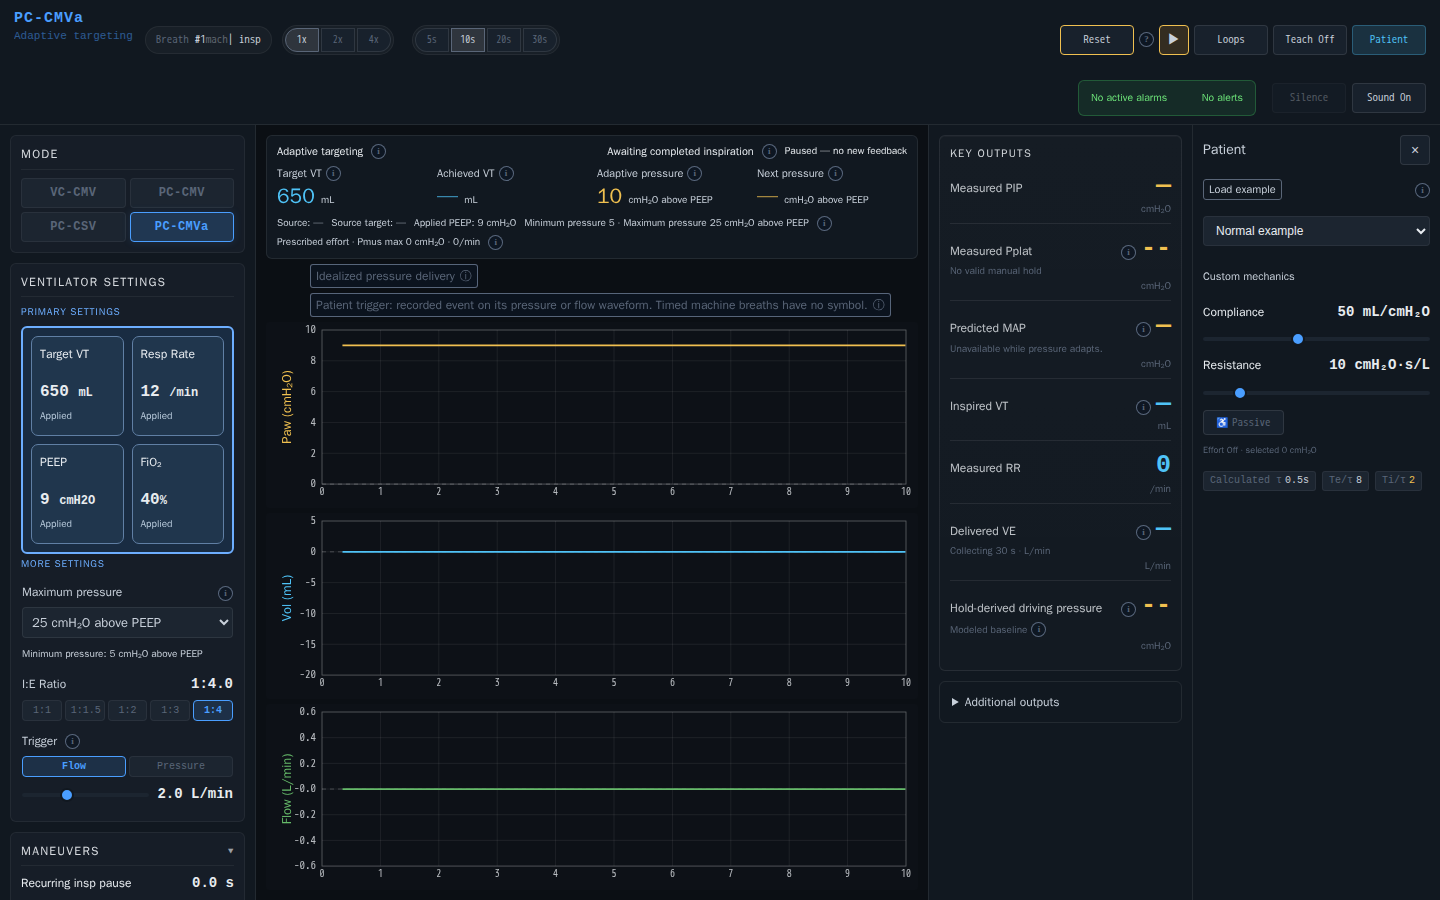 PC-CMVa
Adaptive targeting
Breath #1mach| insp
1x 2x 4x
5s 10s 20s 30s
Reset ? ▶ Loops Teach Off Patient
No active alarms No alerts
Silence Sound On
MODE
VC-CMV PC-CMV
PC-CSV PC-CMVa
VENTILATOR SETTINGS
PRIMARY SETTINGS
Target VT
650 mL
Applied
Resp Rate
12 /min
Applied
PEEP
9 cmH2O
Applied
FiO₂
40%
Applied
MORE SETTINGS
Maximum pressure i
25 cmH₂O above PEEP
Minimum pressure: 5 cmH₂O above PEEP
I:E Ratio 1:4.0
1:1 1:1.5 1:2 1:3 1:4
Trigger i
Flow Pressure
2.0 L/min
MANEUVERS ▾
Recurring insp pause 0.0 s
Adaptive targeting i
Awaiting completed inspiration i Paused — no new feedback
Target VT i
650 mL
Achieved VT i
— mL
Adaptive pressure i
10 cmH₂O above PEEP
Next pressure i
— cmH₂O above PEEP
Source: — Source target: — Applied PEEP: 9 cmH₂O Minimum pressure 5 · Maximum pressure 25 cmH₂O above PEEP i
Prescribed effort · Pmus max 0 cmH₂O · 0/min i
Idealized pressure delivery ⓘ
Patient trigger: recorded event on its pressure or flow waveform. Timed machine breaths have no symbol. ⓘ
Paw (cmH₂O)
10
8
6
4
2
0
0 1 2 3 4 5 6 7 8 9 10
Vol (mL)
5
0
-5
-10
-15
-20
0 1 2 3 4 5 6 7 8 9 10
Flow (L/min)
0.6
0.4
0.2
-0.0
-0.2
-0.4
-0.6
0 1 2 3 4 5 6 7 8 9 10
KEY OUTPUTS
Measured PIP —
cmH₂O
Measured Pplat i --
No valid manual hold
cmH₂O
Predicted MAP i —
Unavailable while pressure adapts.
cmH₂O
Inspired VT i —
mL
Measured RR 0
/min
Delivered VE i —
Collecting 30 s · L/min
L/min
Hold-derived driving pressure i --
Modeled baseline i
cmH₂O
▶ Additional outputs
Patient ×
Load example i
Normal example
Custom mechanics
Compliance 50 mL/cmH₂O
Resistance 10 cmH₂O·s/L
♿ Passive
Effort Off · selected 0 cmH₂O
Calculated τ 0.5s Te/τ 8 Ti/τ 2